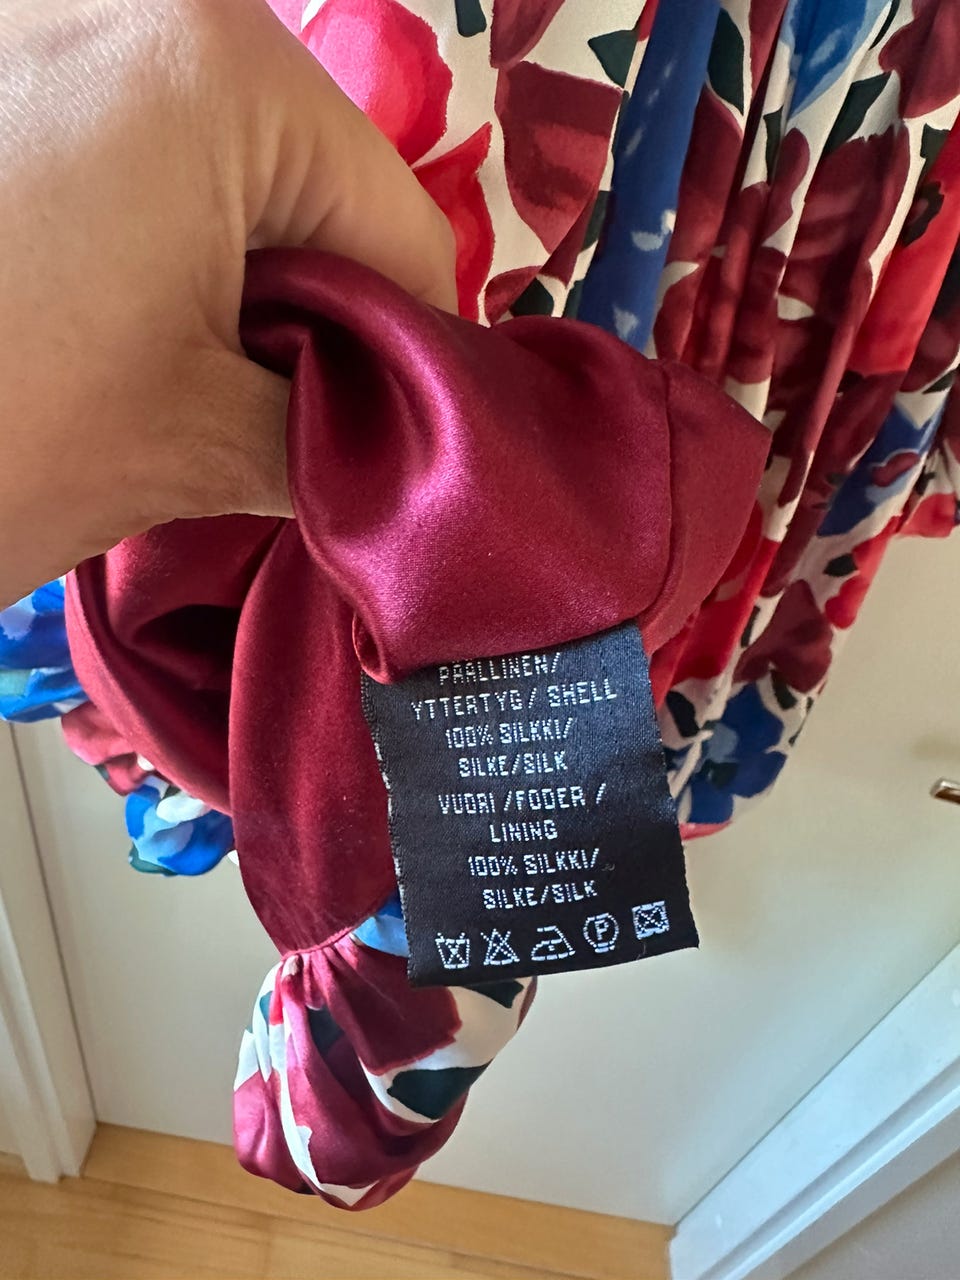 PÄÄLLINEN/
YTTERTYG/ SHELL
100% SILKKI/
SILKE/SILK
VUORI /FODER /
LINING
100% SILKKI/
SILKE/SILK
P